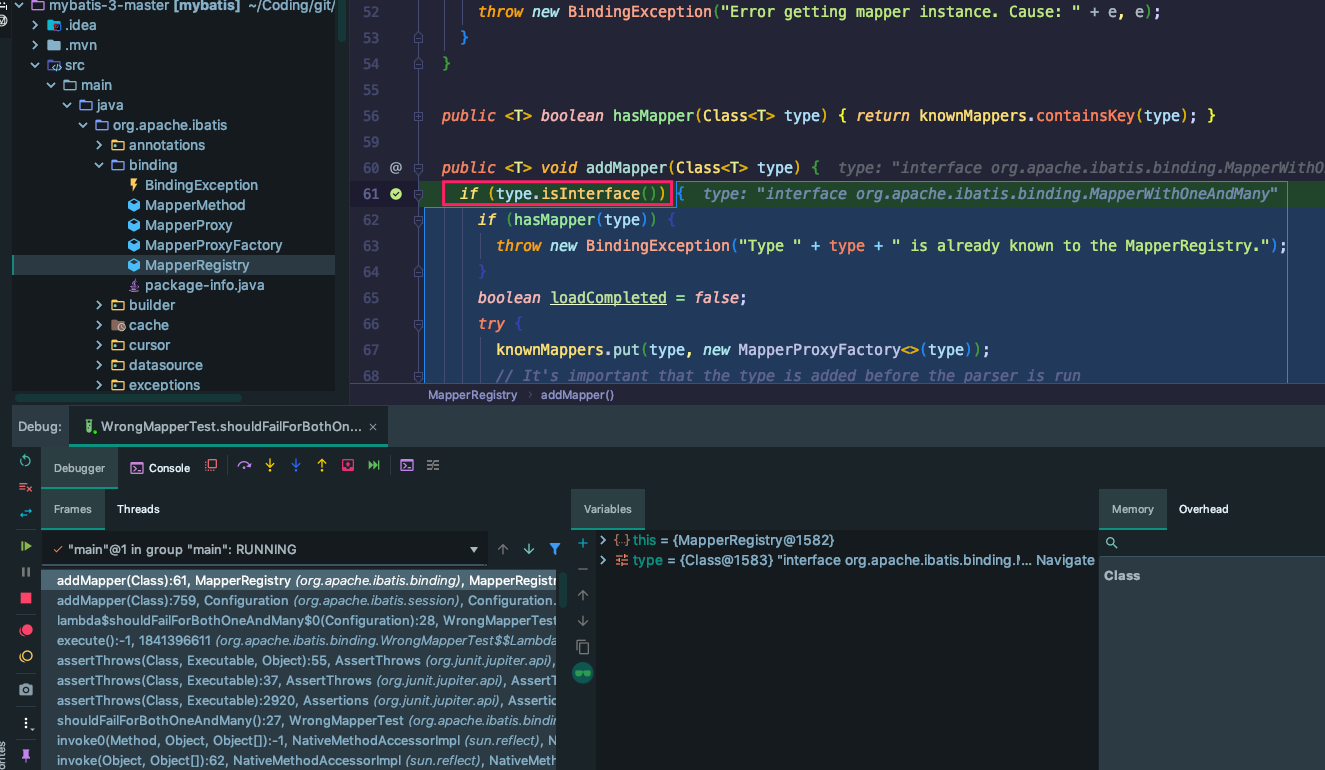 mybatis-3-master [mybatis] ~/Coding/git/
.idea
.mvn
src
main
java
org.apache.ibatis
annotations
binding
BindingException
MapperMethod
MapperProxy
MapperProxyFactory
MapperRegistry
package-info.java
builder
cache
cursor
datasource
exceptions
52 throw new BindingException("Error getting mapper instance. Cause: " + e, e);
53 }
54 }
55
56 public <T> boolean hasMapper(Class<T> type) { return knownMappers.containsKey(type); }
59
60 @ public <T> void addMapper(Class<T> type) { type: "interface org.apache.ibatis.binding.MapperWithO
61 if (type.isInterface()) { type: "interface org.apache.ibatis.binding.MapperWithOneAndMany"
62 if (hasMapper(type)) {
63 throw new BindingException("Type " + type + " is already known to the MapperRegistry.");
64 }
65 boolean loadCompleted = false;
66 try {
67 knownMappers.put(type, new MapperProxyFactory<>(type));
68 // It's important that the type is added before the parser is run
MapperRegistry › addMapper()
Debug: WrongMapperTest.shouldFailForBothOn... ×
Debugger Console
Frames Threads
"main"@1 in group "main": RUNNING
addMapper(Class):61, MapperRegistry (org.apache.ibatis.binding), MapperRegistr
addMapper(Class):759, Configuration (org.apache.ibatis.session), Configuration.
lambda$shouldFailForBothOneAndMany$0(Configuration):28, WrongMapperTest
execute():-1, 1841396611 (org.apache.ibatis.binding.WrongMapperTest$$Lambda
assertThrows(Class, Executable, Object):55, AssertThrows (org.junit.jupiter.api),
assertThrows(Class, Executable):37, AssertThrows (org.junit.jupiter.api), AssertT
assertThrows(Class, Executable):2920, Assertions (org.junit.jupiter.api), Assertio
shouldFailForBothOneAndMany():27, WrongMapperTest (org.apache.ibatis.bindin
invoke0(Method, Object, Object[]):-1, NativeMethodAccessorImpl (sun.reflect), N
invoke(Object, Object[]):62, NativeMethodAccessorImpl (sun.reflect), NativeMeth
Variables
this = {MapperRegistry@1582}
type = {Class@1583} "interface org.apache.ibatis.binding.M... Navigate
Memory Overhead
Class